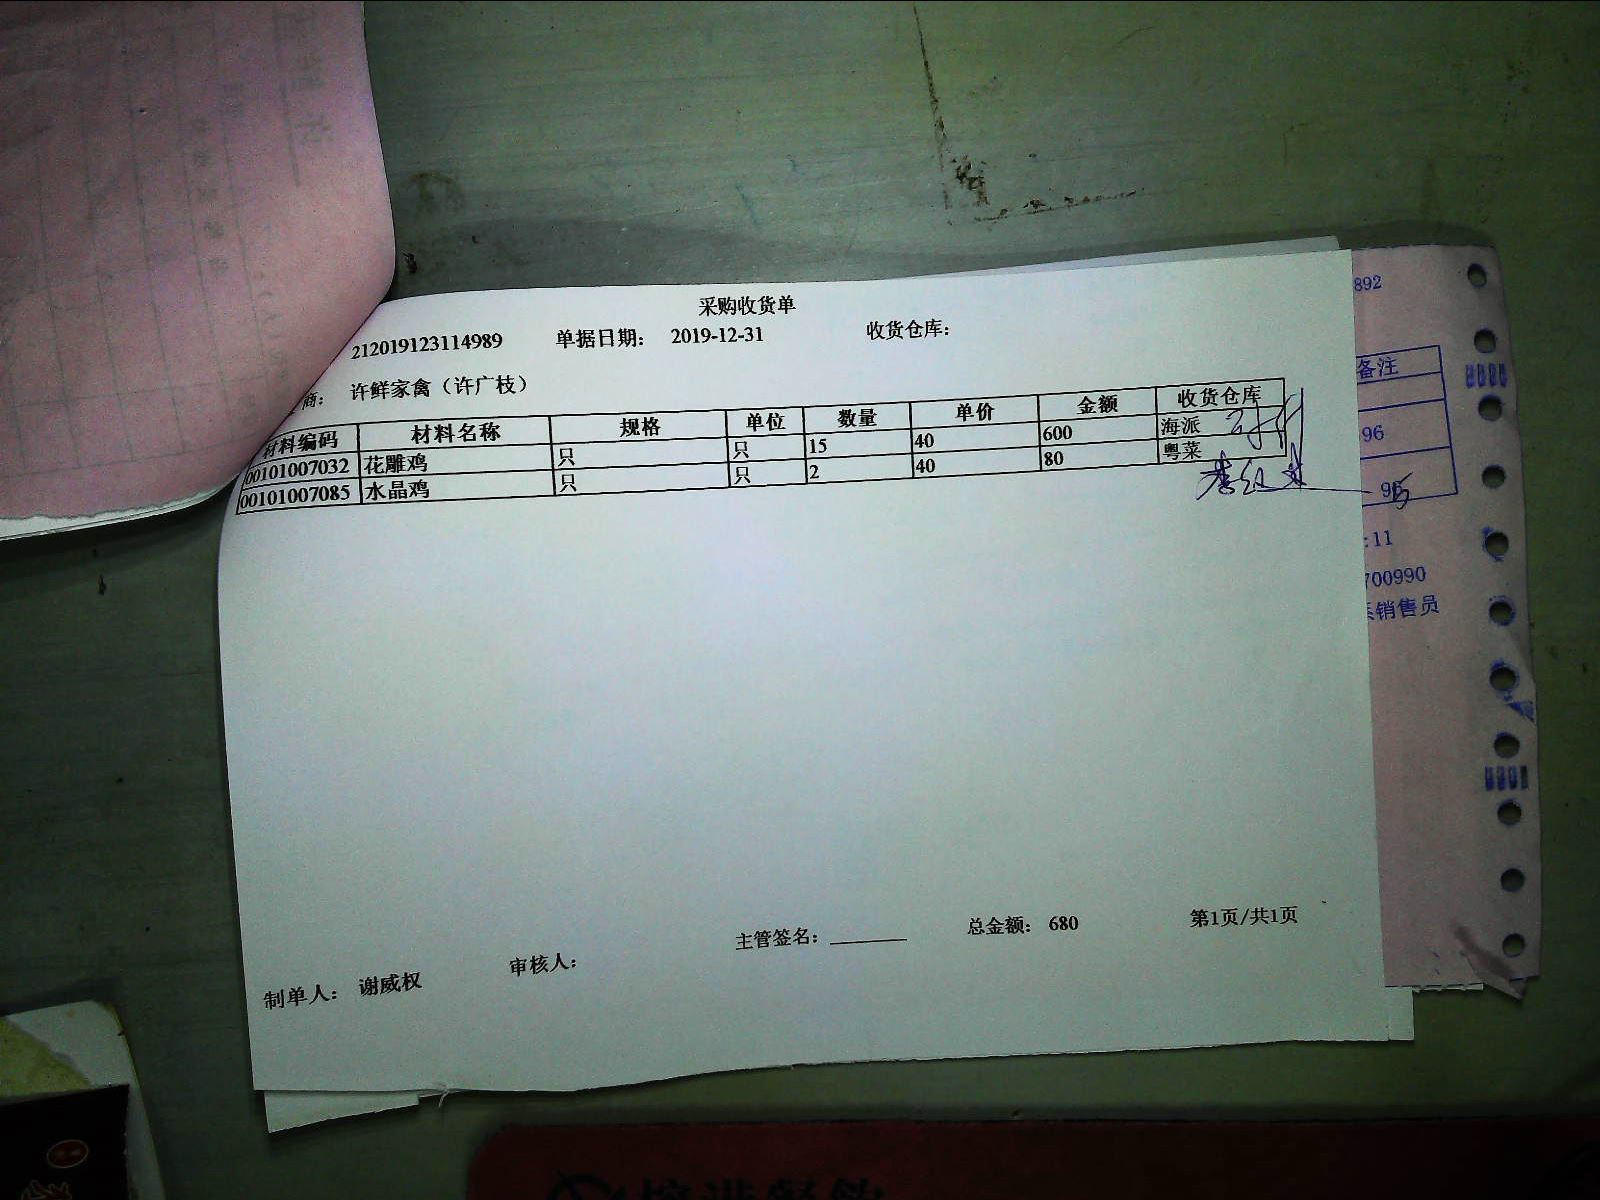 采购收货单
212019123114989 单据日期： 2019-12-31 收货仓库：
商： 许鲜家禽（许广枝）
材料编码 材料名称 规格 单位 数量 单价 金额 收货仓库
00101007032 花雕鸡 只 只 15 40 600 海派
00101007085 水晶鸡 只 只 2 40 80 粤菜
主管签名： 总金额： 680 第1页/共1页
制单人： 谢威权 审核人：
892
备注
96
96
:11
700990
销售员